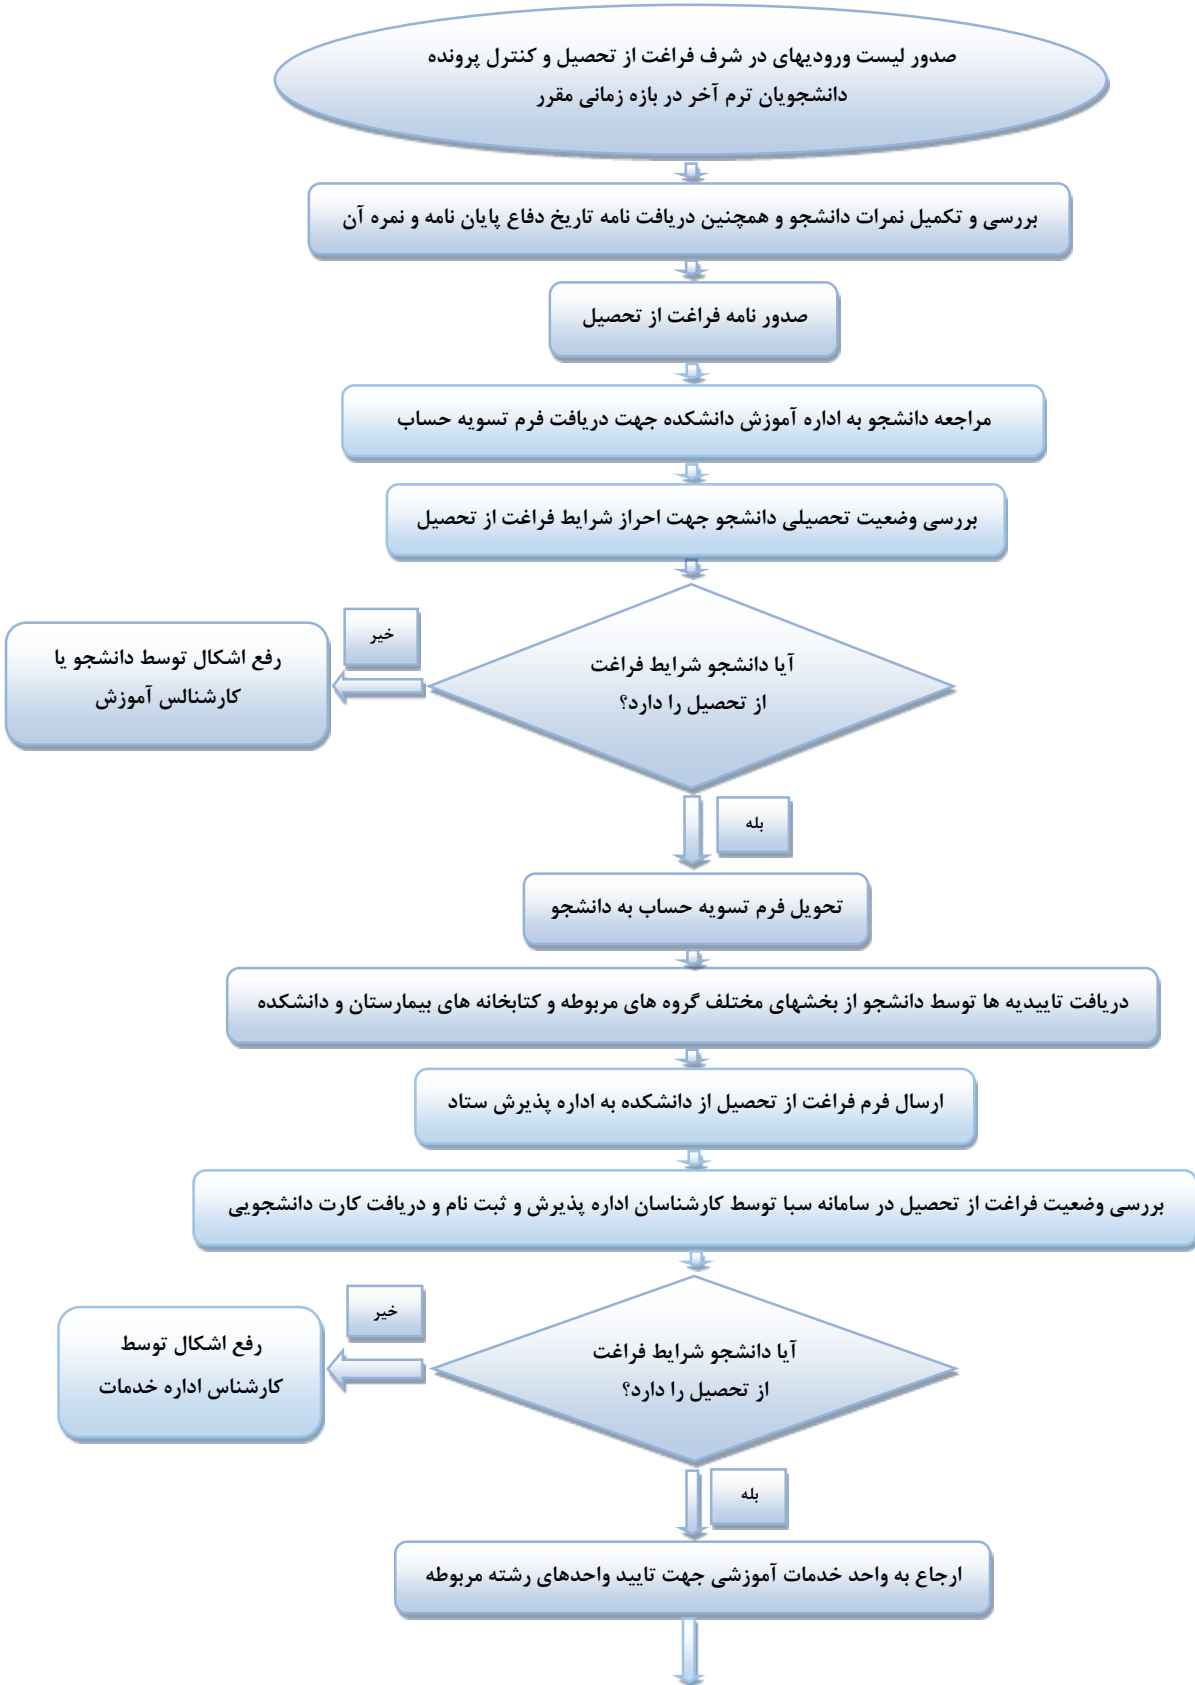 صدور لیست ورودیهای در شرف فراغت از تحصیل و کنترل پرونده
دانشجویان ترم آخر در بازه زمانی مقرر
بررسی و تکمیل نمرات دانشجو و همچنین دریافت نامه تاریخ دفاع پایان نامه و نمره آن
صدور نامه فراغت از تحصیل
مراجعه دانشجو به اداره آموزش دانشکده جهت دریافت فرم تسویه حساب
بررسی وضعیت تحصیلی دانشجو جهت احراز شرایط فراغت از تحصیل
آیا دانشجو شرایط فراغت
از تحصیل را دارد؟
خیر
رفع اشکال توسط دانشجو یا
کارشنالس آموزش
بله
تحویل فرم تسویه حساب به دانشجو
دریافت تاییدیه ها توسط دانشجو از بخشهای مختلف گروه های مربوطه و کتابخانه های بیمارستان و دانشکده
ارسال فرم فراغت از تحصیل از دانشکده به اداره پذیرش ستاد
بررسی وضعیت فراغت از تحصیل در سامانه سبا توسط کارشناسان اداره پذیرش و ثبت نام و دریافت کارت دانشجویی
آیا دانشجو شرایط فراغت
از تحصیل را دارد؟
خیر
رفع اشکال توسط
کارشناس اداره خدمات
بله
ارجاع به واحد خدمات آموزشی جهت تایید واحدهای رشته مربوطه